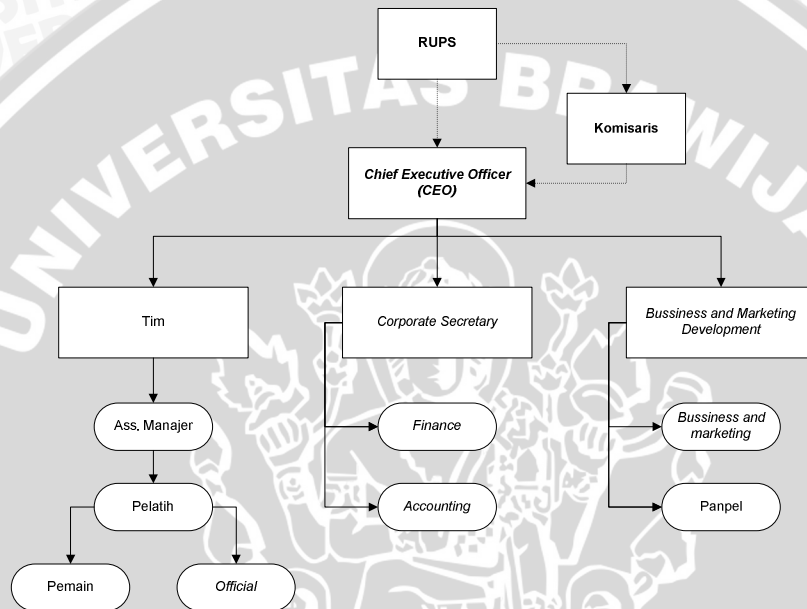 UNIVERSITAS BRAWIJA
RUPS
Komisaris
Chief Executive Officer
(CEO)
Tim
Corporate Secretary
Bussiness and Marketing
Development
Ass. Manajer
Finance
Bussiness and
marketing
Pelatih
Accounting
Panpel
Pemain
Official